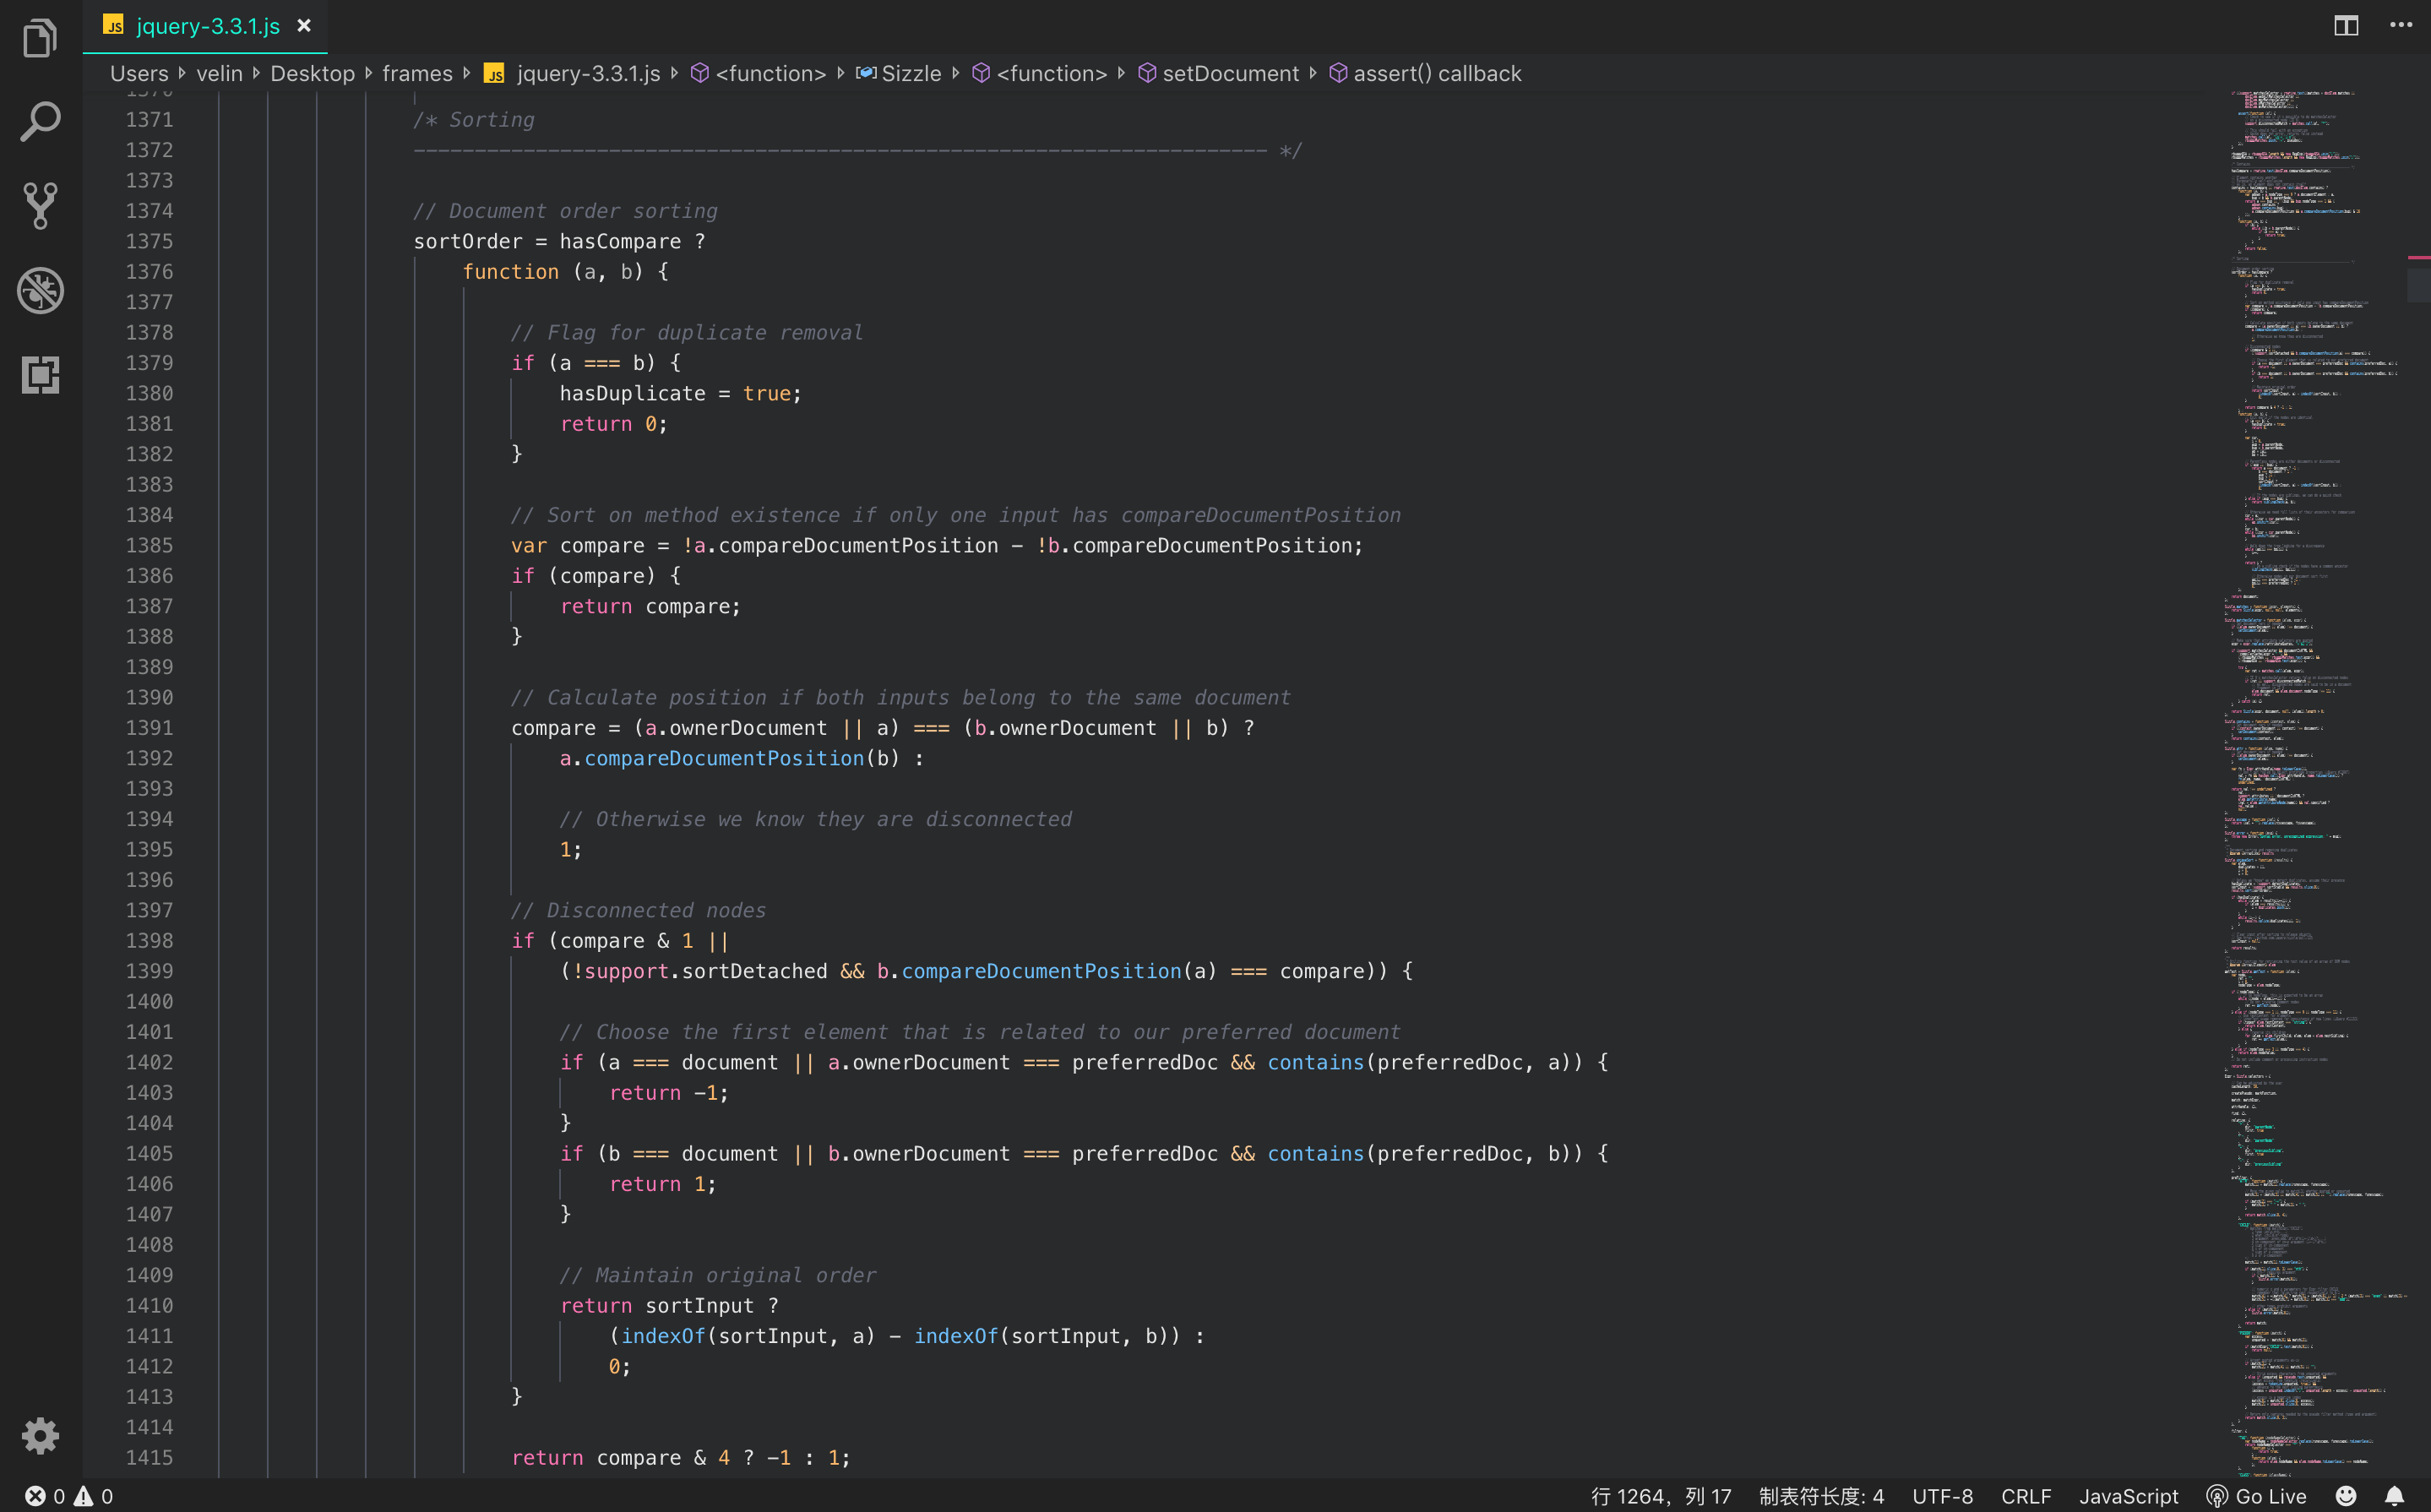 JS jquery-3.3.1.js ×
Users velin Desktop frames JS jquery-3.3.1.js <function> Sizzle <function> setDocument assert() callback
1370
1371 /* Sorting
1372 ---------------------------------------------------------------------- */
1373
1374 // Document order sorting
1375 sortOrder = hasCompare ?
1376 function (a, b) {
1377
1378 // Flag for duplicate removal
1379 if (a === b) {
1380 hasDuplicate = true;
1381 return 0;
1382 }
1383
1384 // Sort on method existence if only one input has compareDocumentPosition
1385 var compare = !a.compareDocumentPosition - !b.compareDocumentPosition;
1386 if (compare) {
1387 return compare;
1388 }
1389
1390 // Calculate position if both inputs belong to the same document
1391 compare = (a.ownerDocument || a) === (b.ownerDocument || b) ?
1392 a.compareDocumentPosition(b) :
1393
1394 // Otherwise we know they are disconnected
1395 1;
1396
1397 // Disconnected nodes
1398 if (compare & 1 ||
1399 (!support.sortDetached && b.compareDocumentPosition(a) === compare)) {
1400
1401 // Choose the first element that is related to our preferred document
1402 if (a === document || a.ownerDocument === preferredDoc && contains(preferredDoc, a)) {
1403 return -1;
1404 }
1405 if (b === document || b.ownerDocument === preferredDoc && contains(preferredDoc, b)) {
1406 return 1;
1407 }
1408
1409 // Maintain original order
1410 return sortInput ?
1411 (indexOf(sortInput, a) - indexOf(sortInput, b)) :
1412 0;
1413 }
1414
1415 return compare & 4 ? -1 : 1;
0 0 行 1264，列 17 制表符长度: 4 UTF-8 CRLF JavaScript Go Live